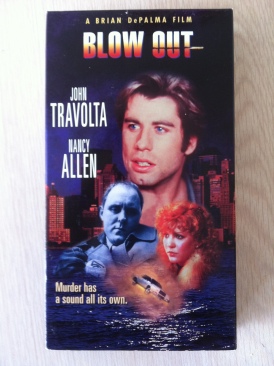 A BRIAN DePALMA FILM
BLOW OUT
JOHN
TRAVOLTA
NANCY
ALLEN
Murder has
a sound all its own.